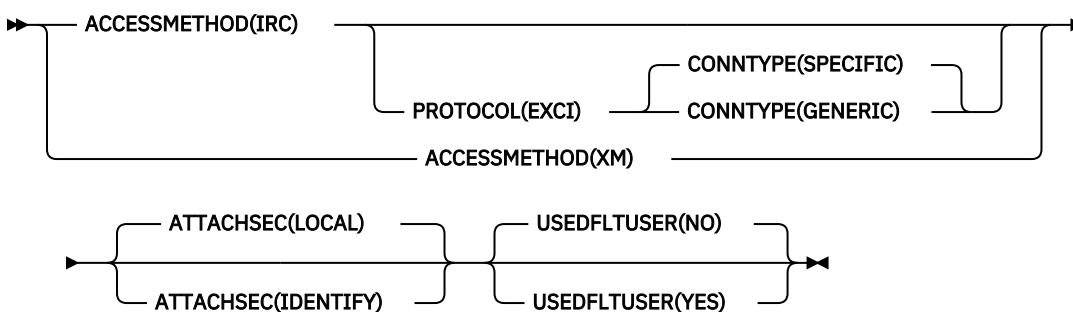 ACCESSMETHOD(IRC)
CONNTYPE(SPECIFIC)
PROTOCOL(EXCI)
CONNTYPE(GENERIC)
ACCESSMETHOD(XM)
ATTACHSEC(LOCAL)
USEDFLTUSER(NO)
ATTACHSEC(IDENTIFY)
USEDFLTUSER(YES)